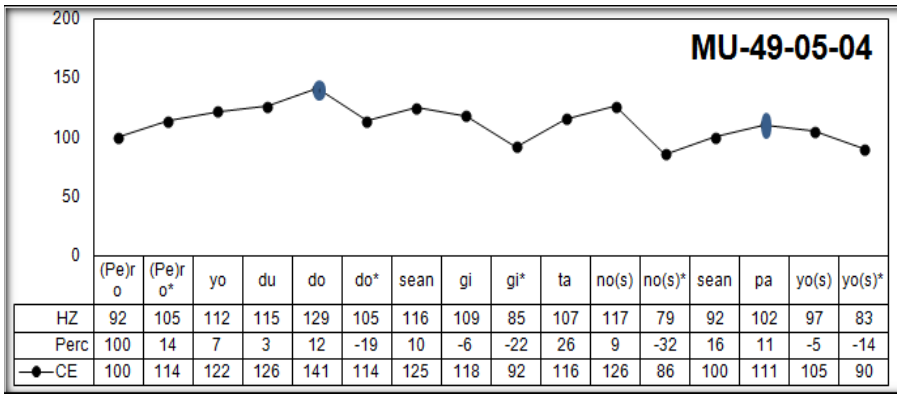 200
MU-49-05-04
150
100
50
0
(Pe)r
o (Pe)r
o* yo du do do* sean gi gi* ta no(s) no(s)* sean pa yo(s) yo(s)*
HZ 92 105 112 115 129 105 116 109 85 107 117 79 92 102 97 83
Perc 100 14 7 3 12 -19 10 -6 -22 26 9 -32 16 11 -5 -14
CE 100 114 122 126 141 114 125 118 92 116 126 86 100 111 105 90